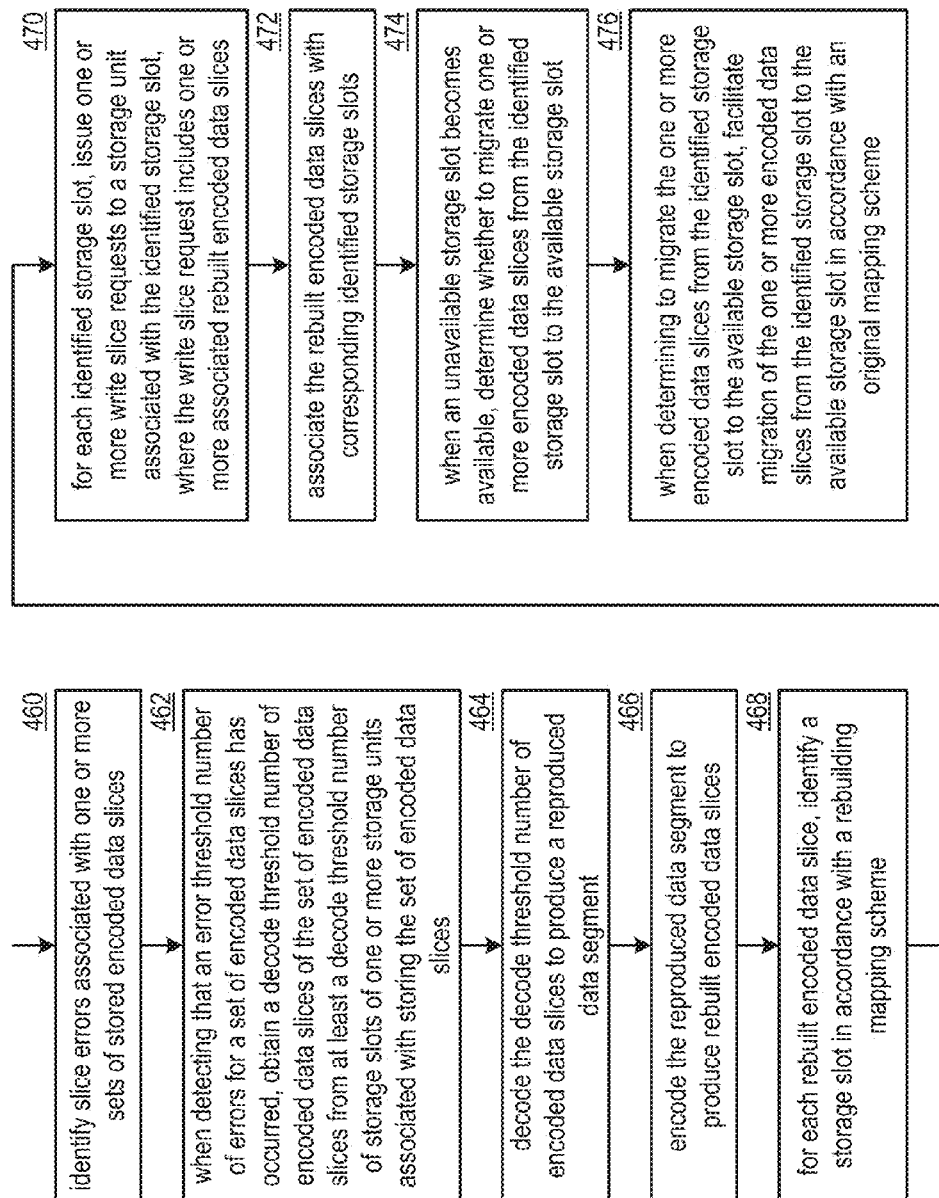 460
identify slice errors associated with one or more
sets of stored encoded data slices
462
when detecting that an error threshold number
of errors for a set of encoded data slices has
occurred, obtain a decode threshold number of
encoded data slices of the set of encoded data
slices from at least a decode threshold number
of storage slots of one or more storage units
associated with storing the set of encoded data
slices
464
decode the decode threshold number of
encoded data slices to produce a reproduced
data segment
466
encode the reproduced data segment to
produce rebuilt encoded data slices
468
for each rebuilt encoded data slice, identify a
storage slot in accordance with a rebuilding
mapping scheme
470
for each identified storage slot, issue one or
more write slice requests to a storage unit
associated with the identified storage slot,
where the write slice request includes one or
more associated rebuilt encoded data slices
472
associate the rebuilt encoded data slices with
corresponding identified storage slots
474
when an unavailable storage slot becomes
available, determine whether to migrate one or
more encoded data slices from the identified
storage slot to the available storage slot
476
when determining to migrate the one or more
encoded data slices from the identified storage
slot to the available storage slot, facilitate
migration of the one or more encoded data
slices from the identified storage slot to the
available storage slot in accordance with an
original mapping scheme